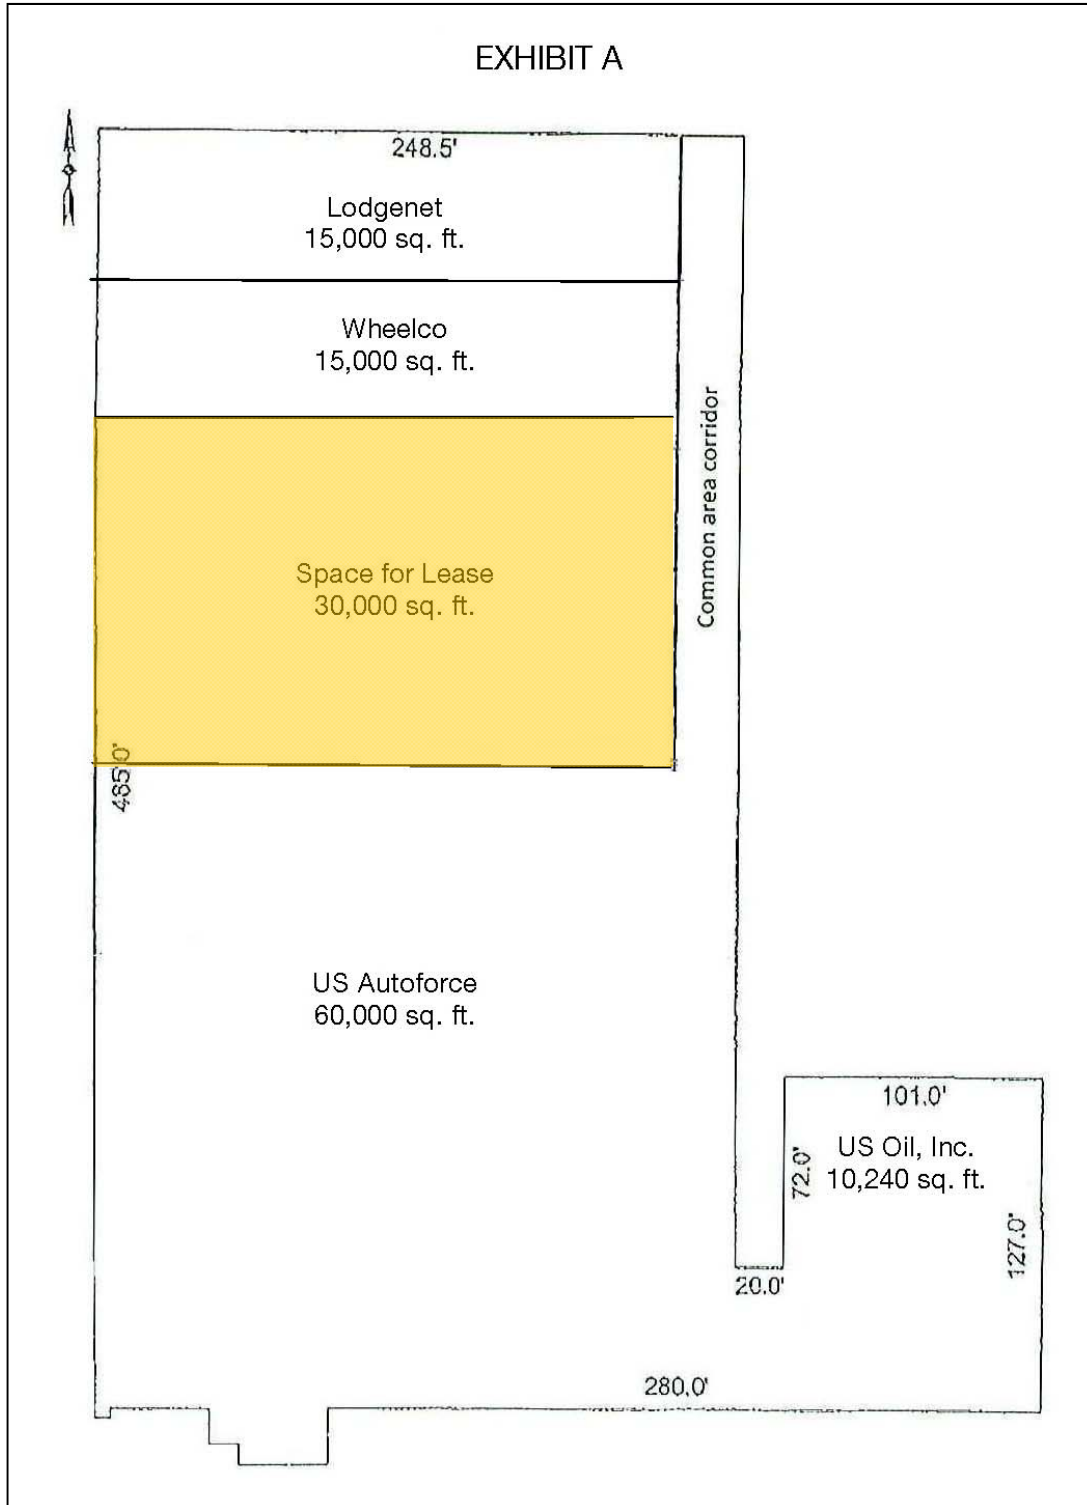 EXHIBIT A
248.5'
Lodgenet
15,000 sq. ft.
Wheelco
15,000 sq. ft.
Common area corridor
Space for Lease
30,000 sq. ft.
485.0'
US Autoforce
60,000 sq. ft.
101.0'
US Oil, Inc.
10,240 sq. ft.
72.0'
127.0'
20.0'
280.0'